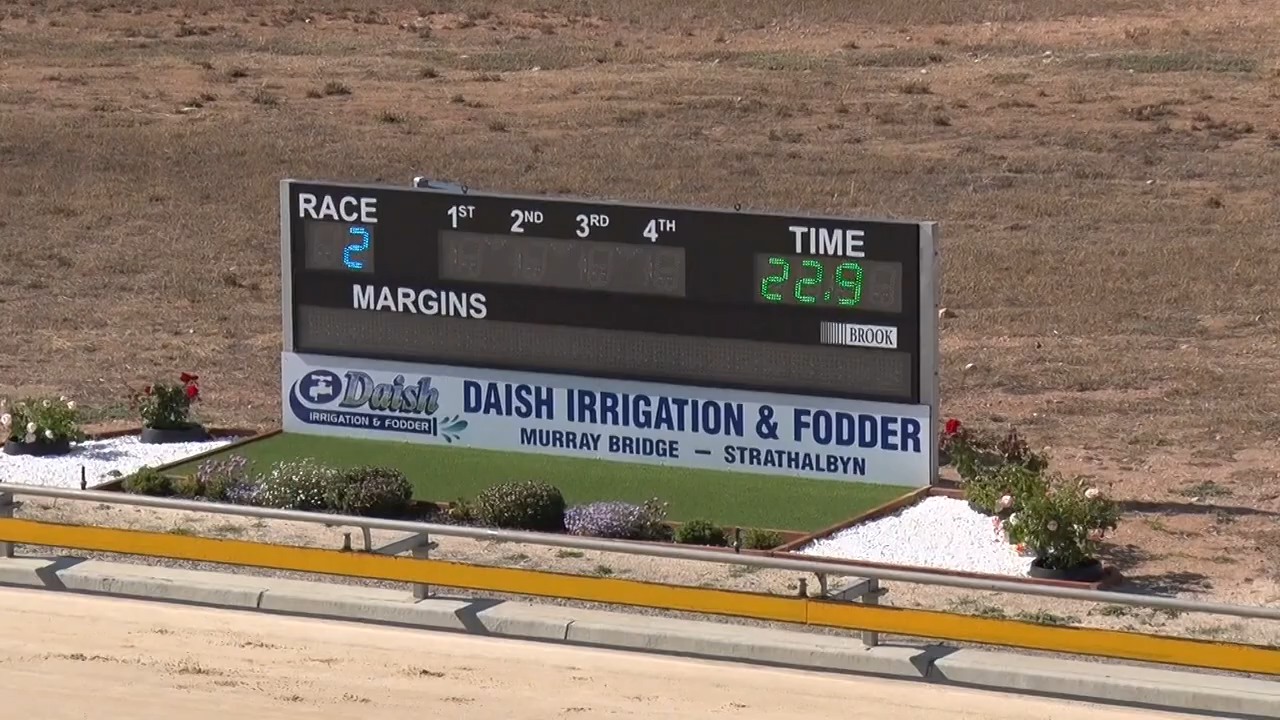 RACE 1ST 2ND 3RD 4TH TIME
2 22.9
MARGINS
BROOK
Daish
IRRIGATION & FODDER
DAISH IRRIGATION & FODDER
MURRAY BRIDGE – STRATHALBYN